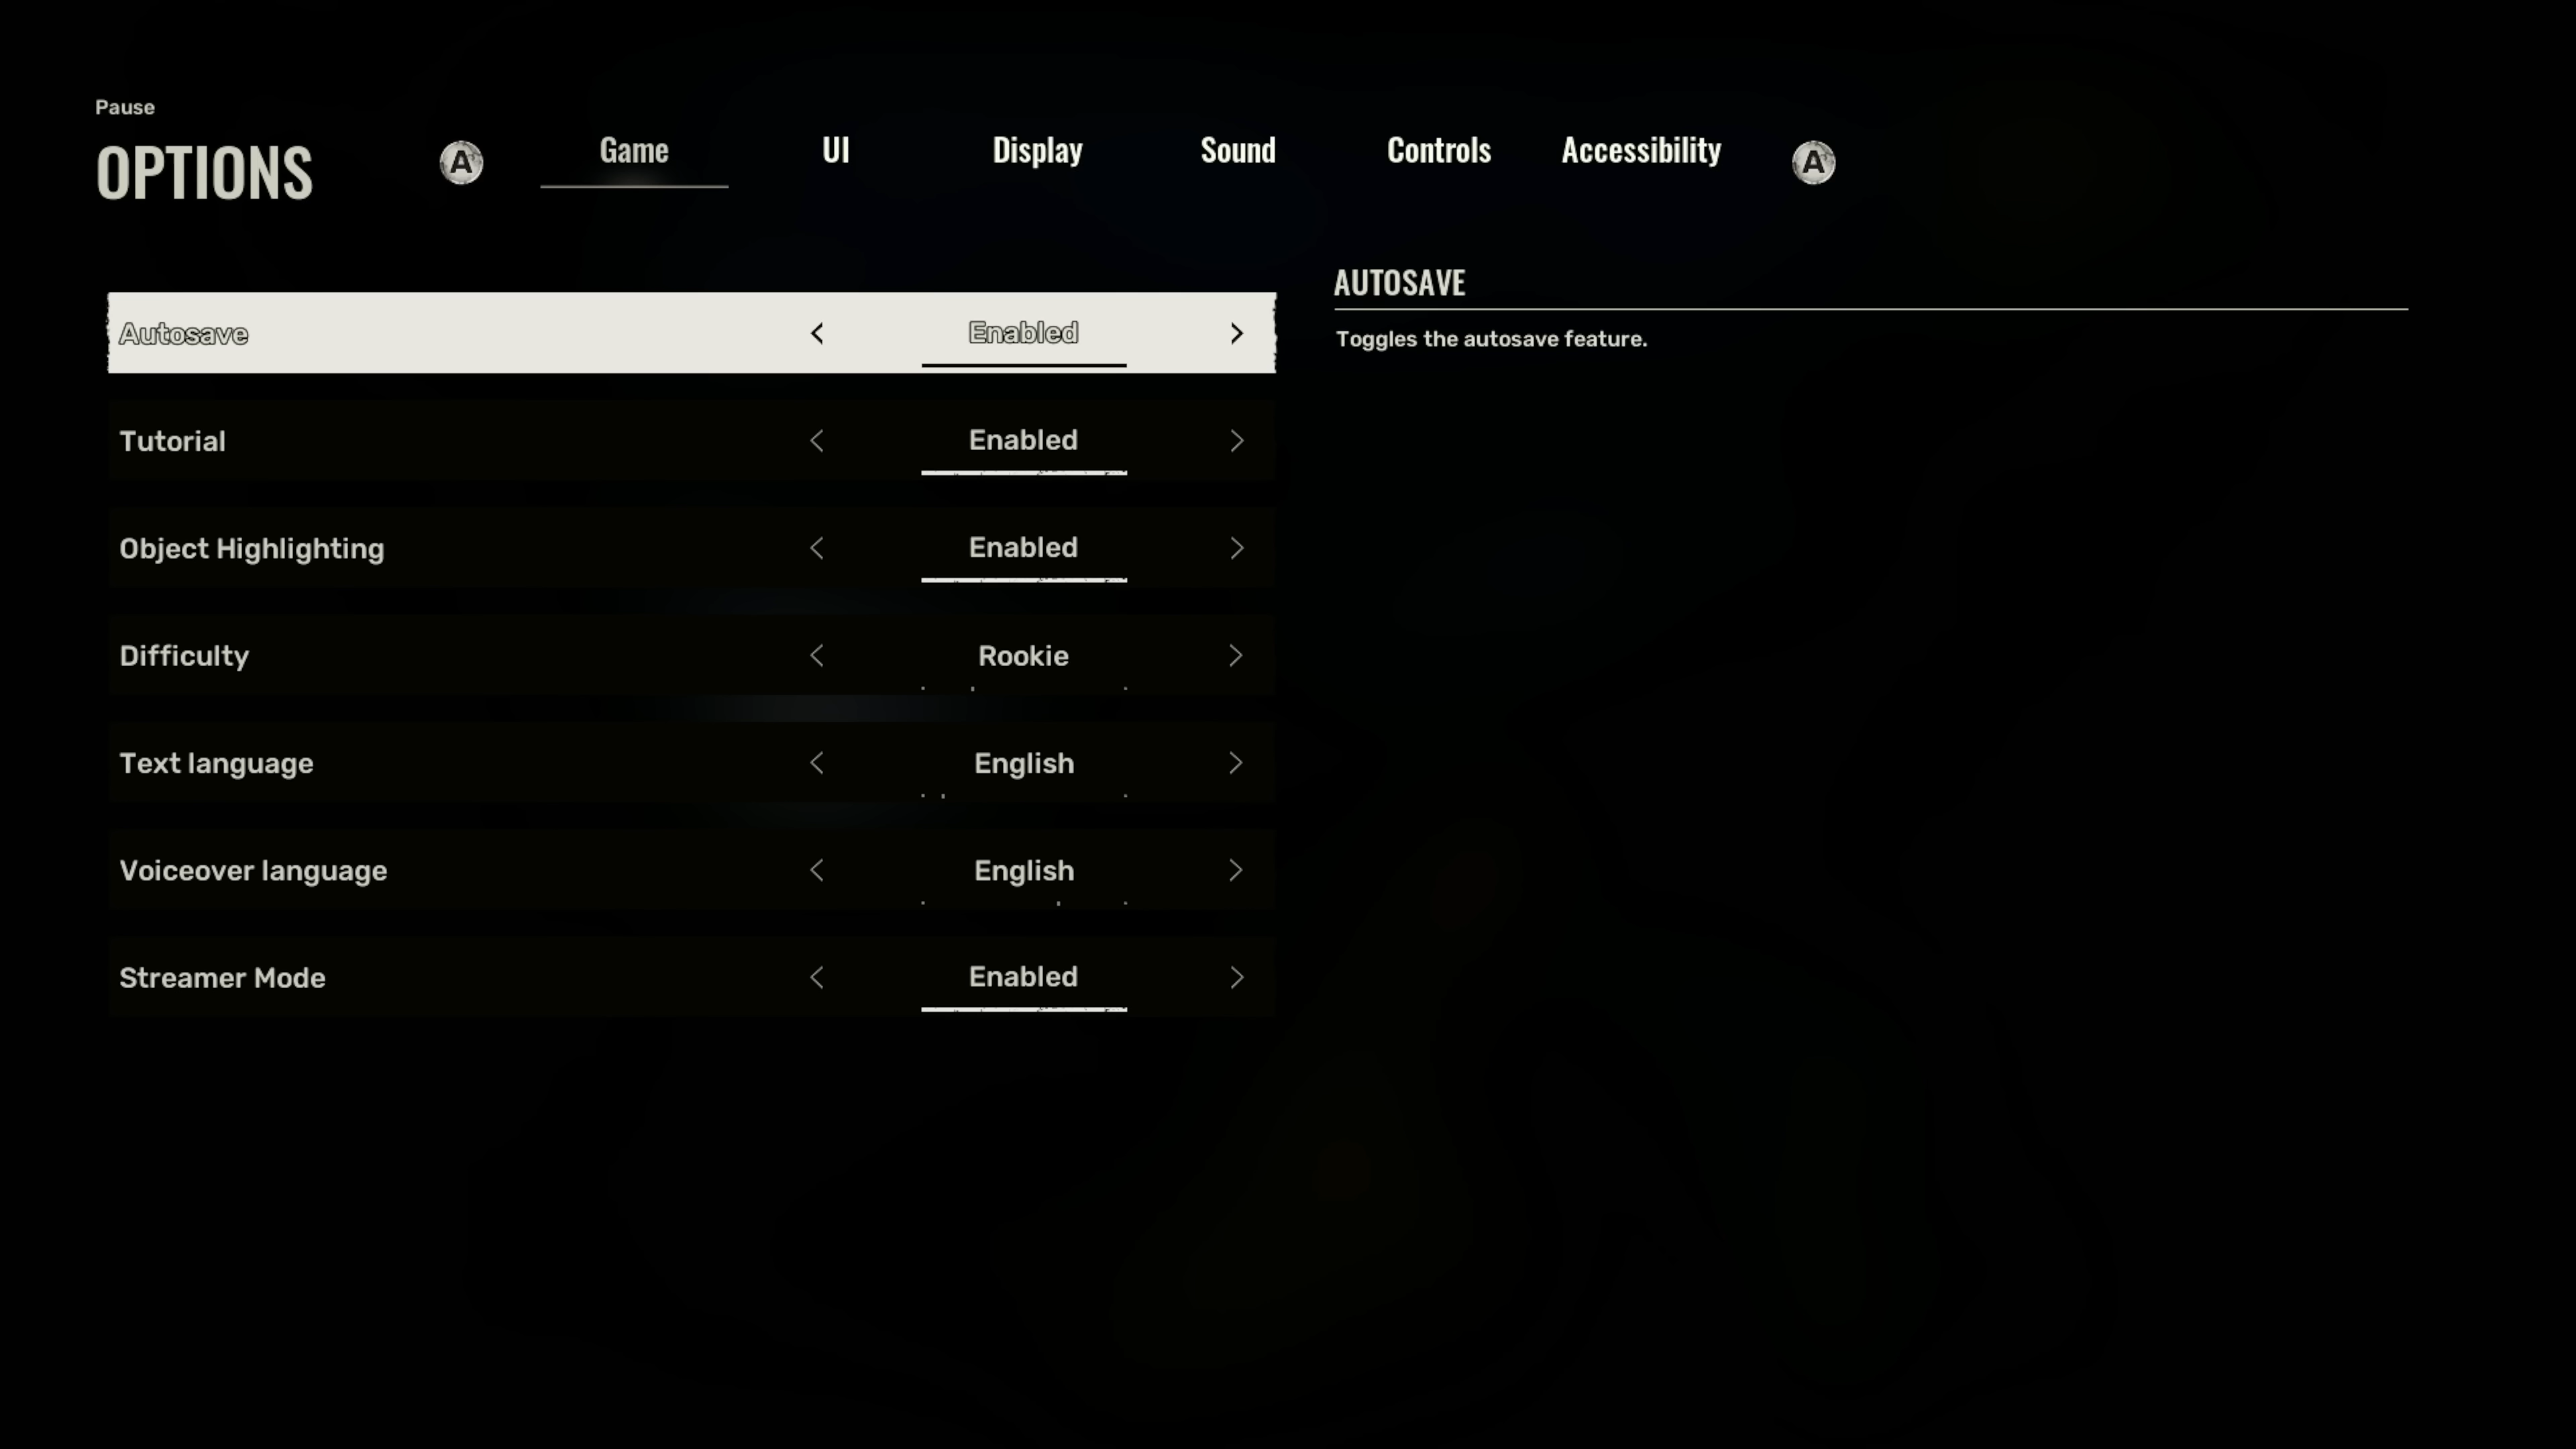 Pause
OPTIONS
A Game UI Display Sound Controls Accessibility A
AUTOSAVE
Toggles the autosave feature.
Autosave < Enabled >
Tutorial < Enabled >
Object Highlighting < Enabled >
Difficulty < Rookie >
Text language < English >
Voiceover language < English >
Streamer Mode < Enabled >